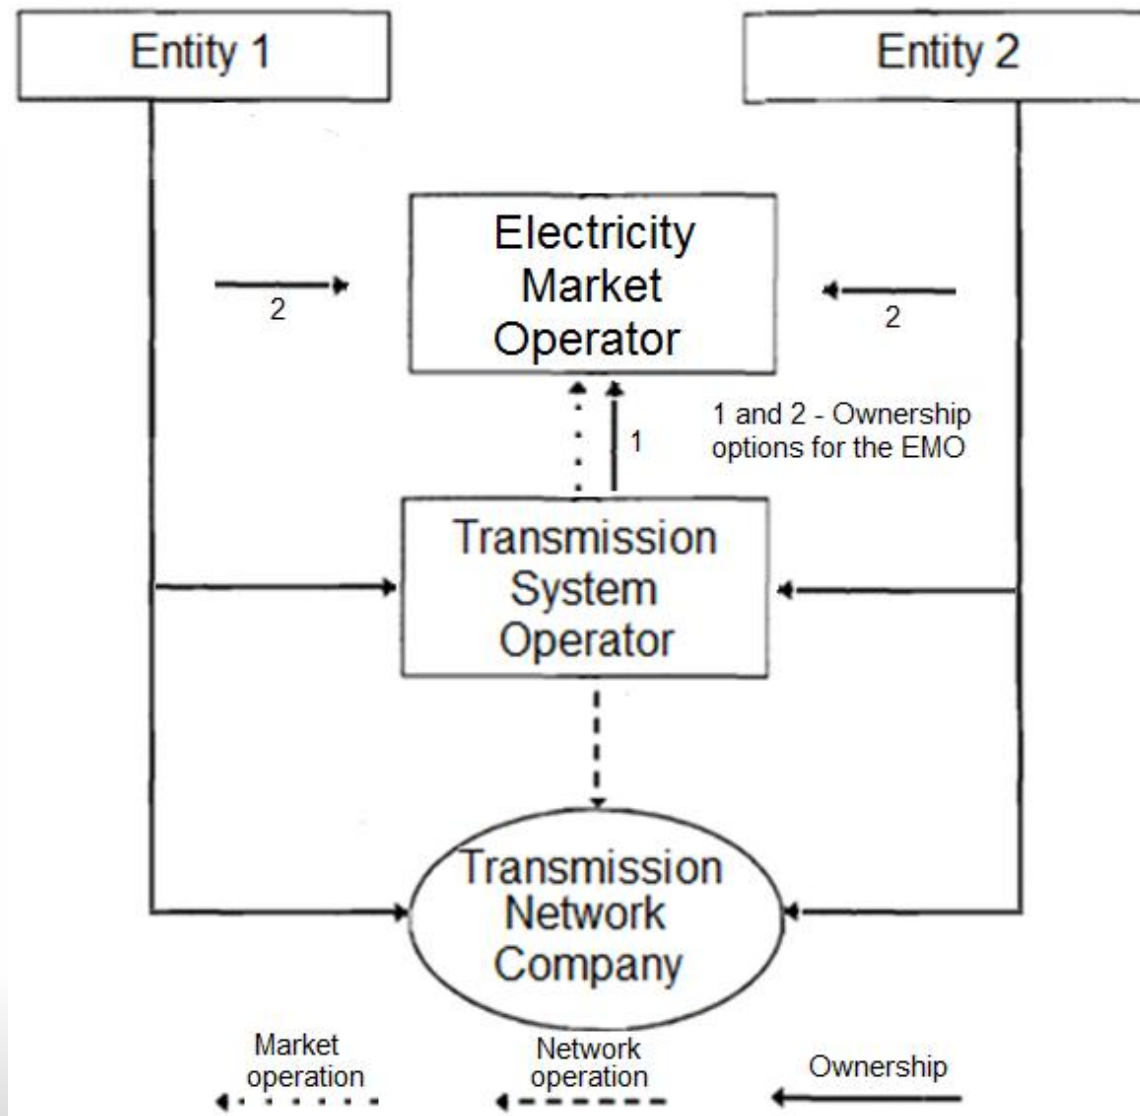 Entity 1
Entity 2
Electricity
Market
Operator
2
2
1
1 and 2 - Ownership
options for the EMO
Transmission
System
Operator
Transmission
Network
Company
Market
operation
Network
operation
Ownership